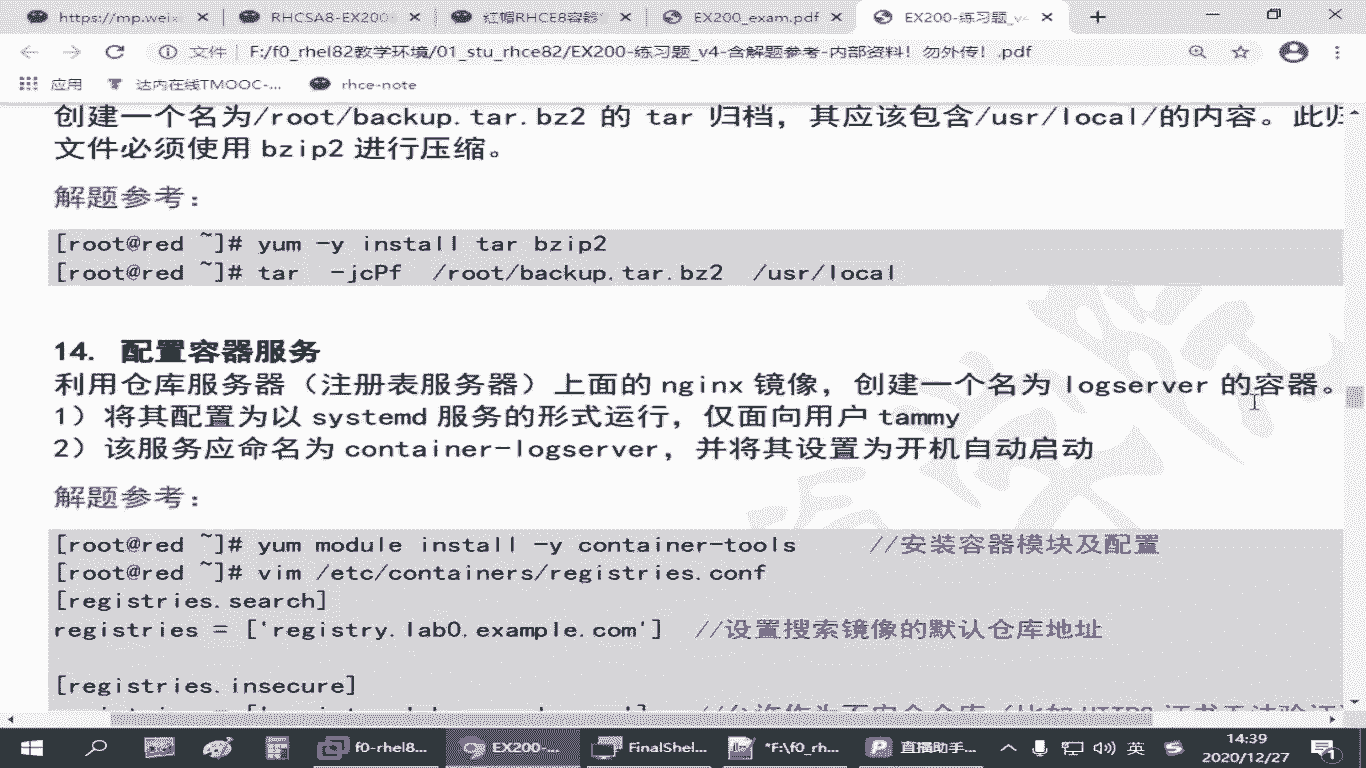 https://mp.weix
RHCSA8-EX200
红帽RHCE8容器
EX200_exam.pdf
EX200-练习题_v4
文件 | F:/f0_rhel82教学环境/01_stu_rhce82/EX200-练习题_v4-含解题参考-内部资料！勿外传！.pdf
应用
达内在线TMOOC-...
rhce-note
创建一个名为/root/backup.tar.bz2 的 tar 归档，其应该包含/usr/local/的内容。此归
文件必须使用 bzip2 进行压缩。
解题参考：
[root@red ~]# yum -y install tar bzip2
[root@red ~]# tar -jcPf /root/backup.tar.bz2 /usr/local
14. 配置容器服务
利用仓库服务器（注册表服务器）上面的 nginx 镜像，创建一个名为 logserver 的容器。
1）将其配置为以 systemd 服务的形式运行，仅面向用户 tammy
2）该服务应命名为 container-logserver，并将其设置为开机自动启动
解题参考：
[root@red ~]# yum module install -y container-tools //安装容器模块及配置
[root@red ~]# vim /etc/containers/registries.conf
[registries.search]
registries = ['registry.lab0.example.com'] //设置搜索镜像的默认仓库地址
[registries.insecure]
f0-rhel8...
EX200-...
FinalShel...
*F:\f0_rh...
直播助手...
英
14:39
2020/12/27
1